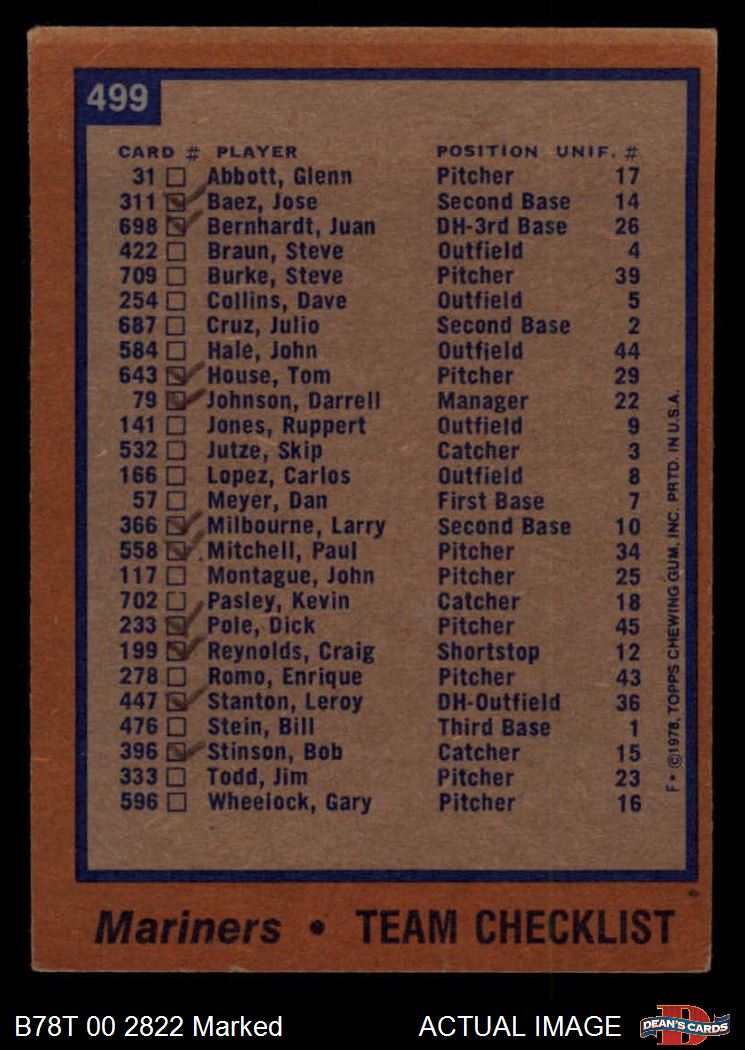 499
CARD # PLAYER POSITION UNIF. #
31 Abbott, Glenn Pitcher 17
311 Baez, Jose Second Base 14
698 Bernhardt, Juan DH-3rd Base 26
422 Braun, Steve Outfield 4
709 Burke, Steve Pitcher 39
254 Collins, Dave Outfield 5
687 Cruz, Julio Second Base 2
584 Hale, John Outfield 44
643 House, Tom Pitcher 29
79 Johnson, Darrell Manager 22
141 Jones, Ruppert Outfield 9
532 Jutze, Skip Catcher 3
166 Lopez, Carlos Outfield 8
57 Meyer, Dan First Base 7
366 Milbourne, Larry Second Base 10
558 Mitchell, Paul Pitcher 34
117 Montague, John Pitcher 25
702 Pasley, Kevin Catcher 18
233 Pole, Dick Pitcher 45
199 Reynolds, Craig Shortstop 12
278 Romo, Enrique Pitcher 43
447 Stanton, Leroy DH-Outfield 36
476 Stein, Bill Third Base 1
396 Stinson, Bob Catcher 15
333 Todd, Jim Pitcher 23
596 Wheelock, Gary Pitcher 16
F • ©1978, TOPPS CHEWING GUM, INC. PRTD. IN U.S.A.
Mariners • TEAM CHECKLIST
B78T 00 2822 Marked ACTUAL IMAGE D DEAN'S CARDS